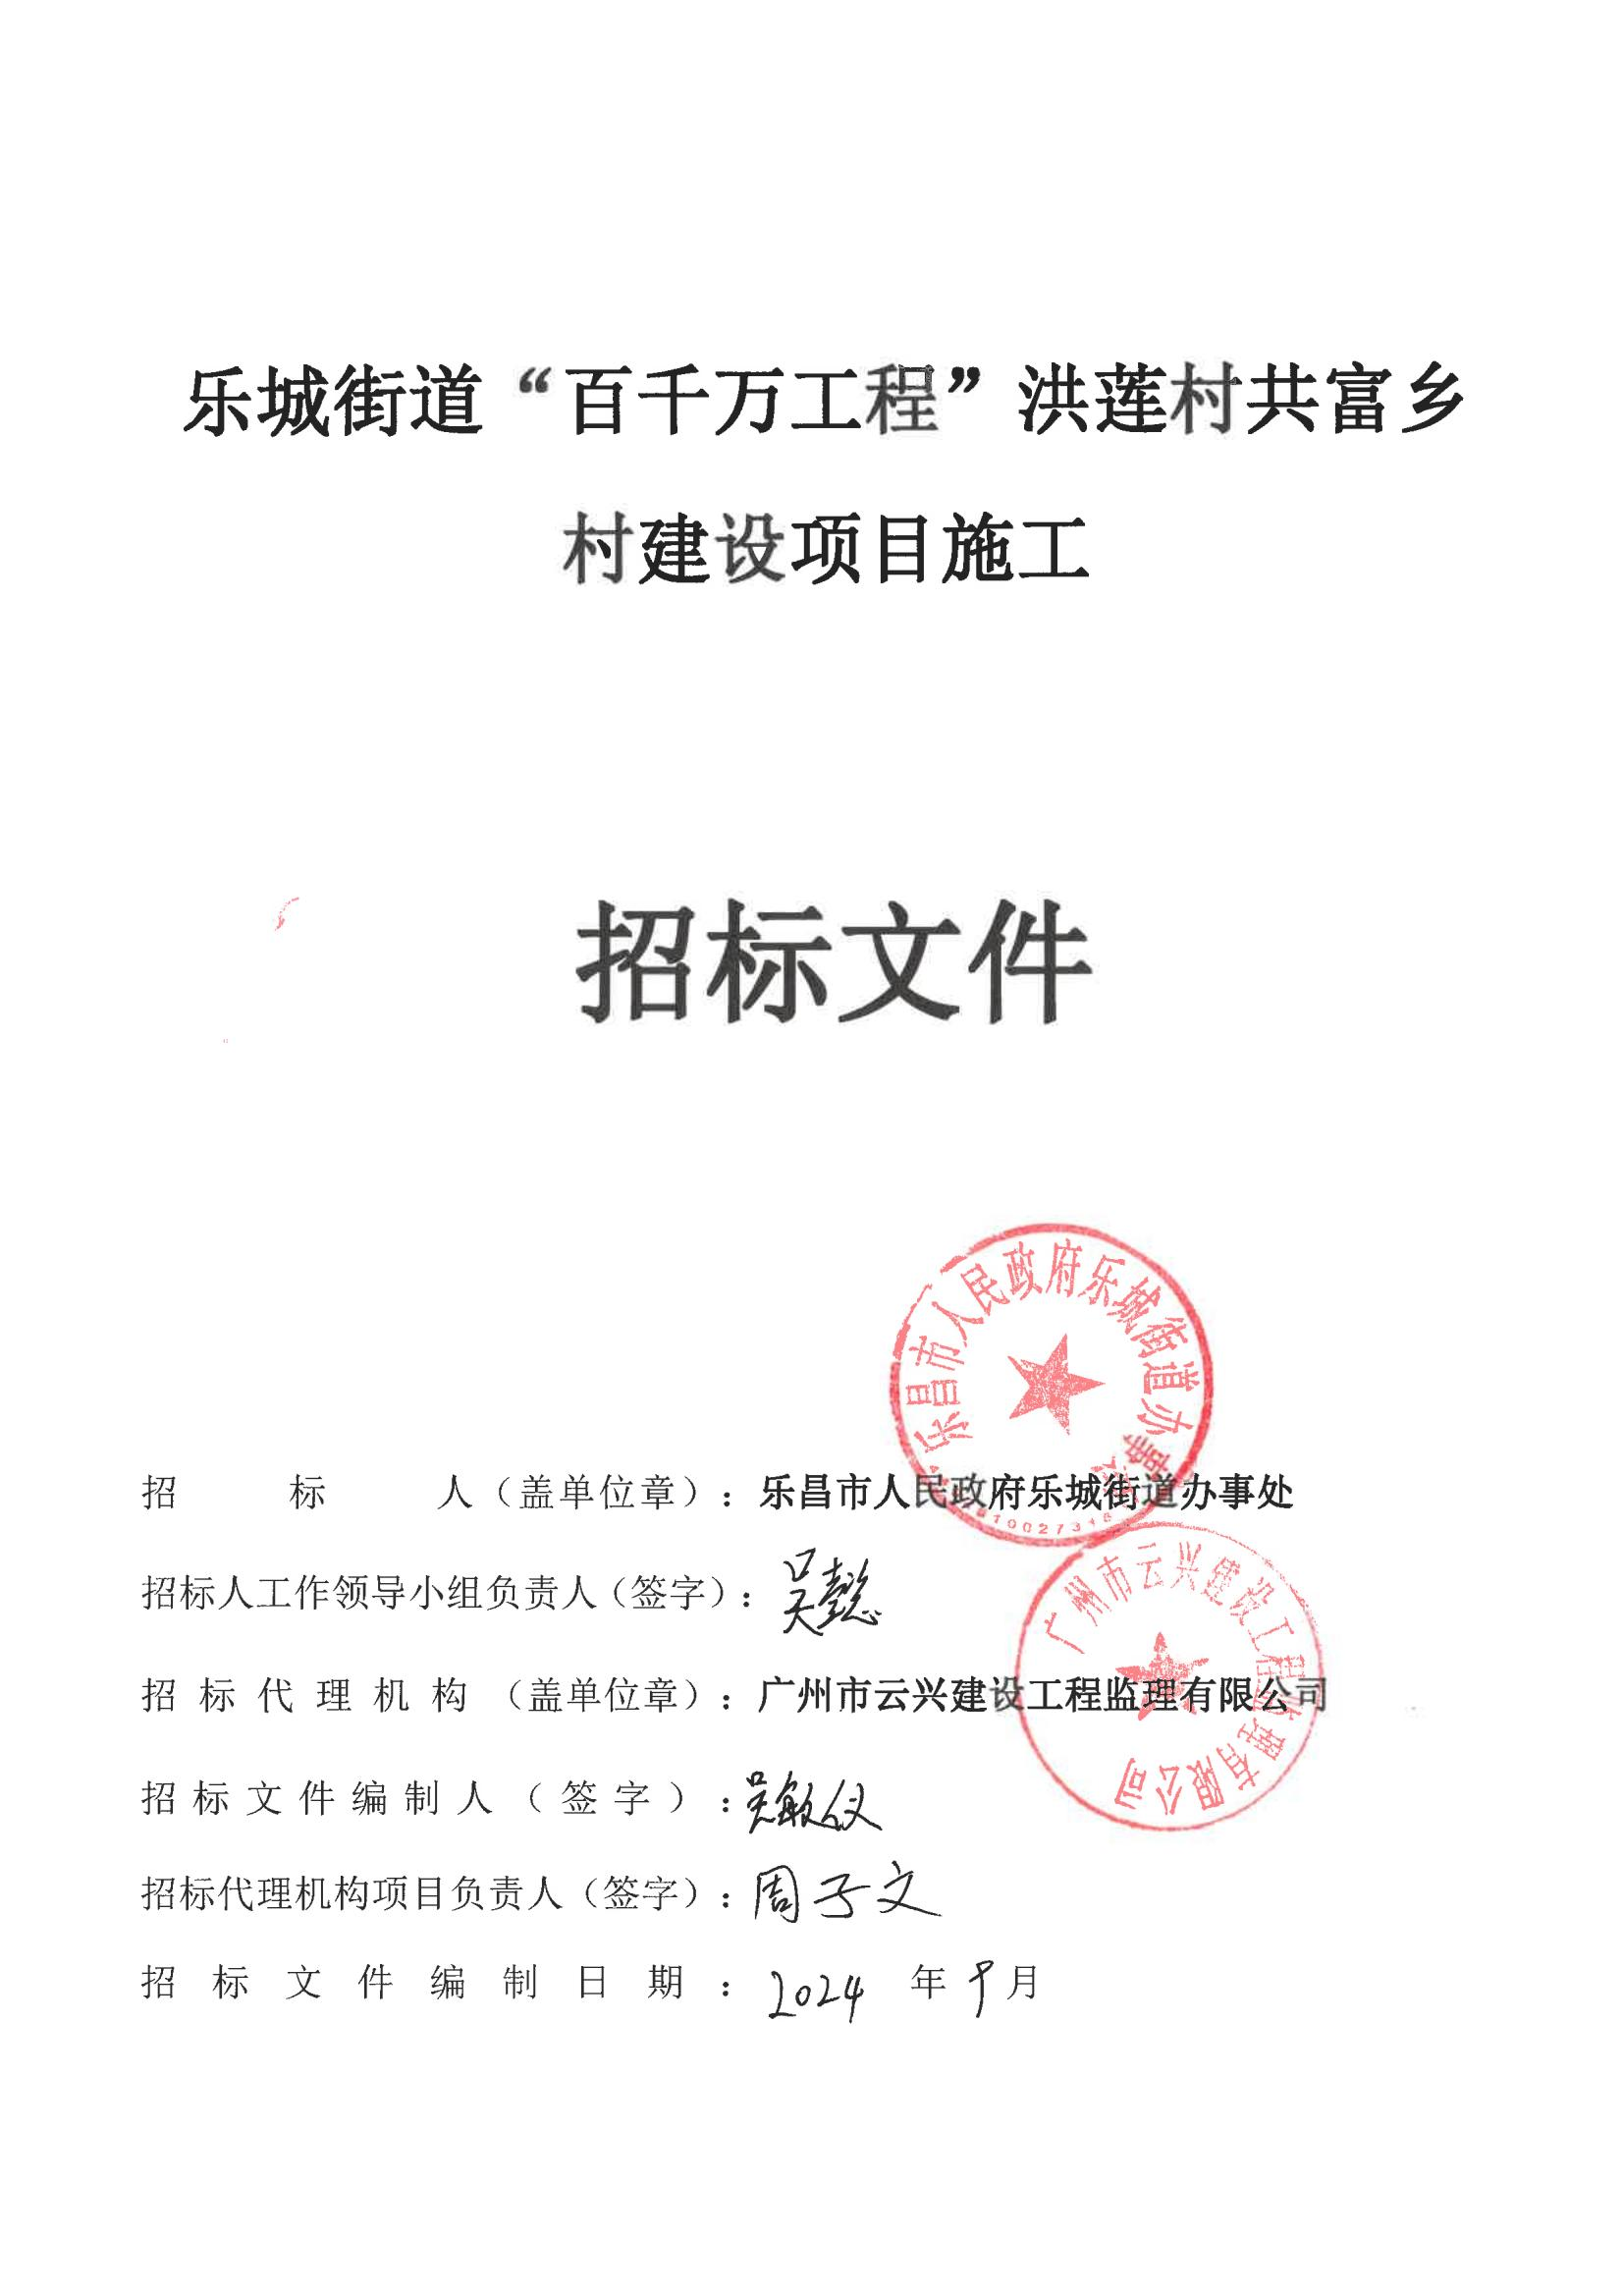 乐城街道“百千万工程”洪莲村共富乡
村建设项目施工
招标文件
乐昌市人民政府乐城街道办事处
招标人（盖单位章）：乐昌市人民政府乐城街道办事处
招标人工作领导小组负责人（签字）：吴懿
广州市云兴建设工程监理有限公司
招标代理机构（盖单位章）：广州市云兴建设工程监理有限公司
招标文件编制人（签字）：吴敏仪
招标代理机构项目负责人（签字）：周子文
招标文件编制日期：2024 年 9 月